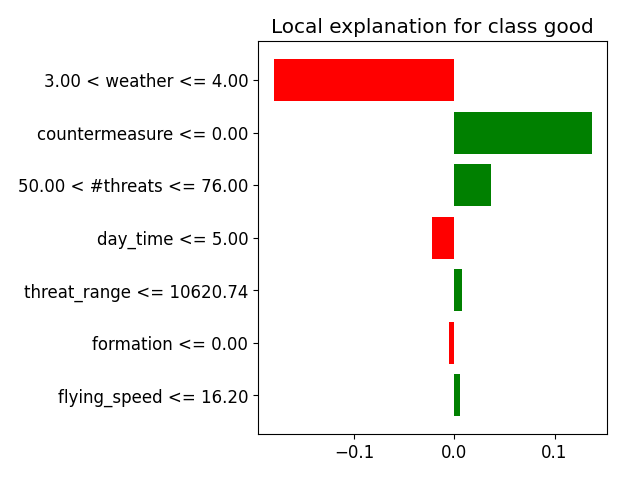 Local explanation for class good
3.00 < weather <= 4.00
countermeasure <= 0.00
50.00 < #threats <= 76.00
day_time <= 5.00
threat_range <= 10620.74
formation <= 0.00
flying_speed <= 16.20
−0.1 0.0 0.1